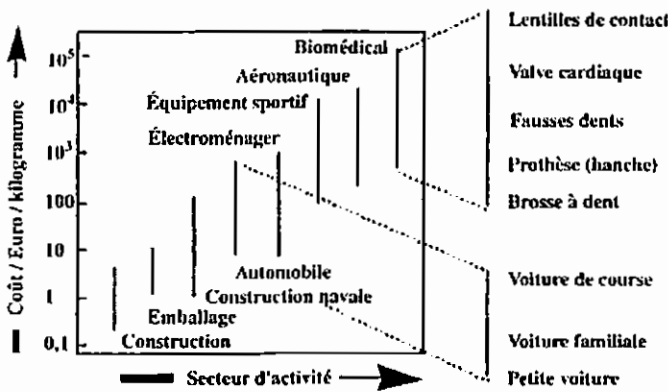 Coût / Euro / kilogramme
10⁵
10⁴
10³
100
10
1
0,1
Biomédical
Aéronautique
Équipement sportif
Électroménager
Automobile
Construction navale
Emballage
Construction
Secteur d'activité
Lentilles de contact
Valve cardiaque
Fausses dents
Prothèse (hanche)
Brosse à dent
Voiture de course
Voiture familiale
Petite voiture